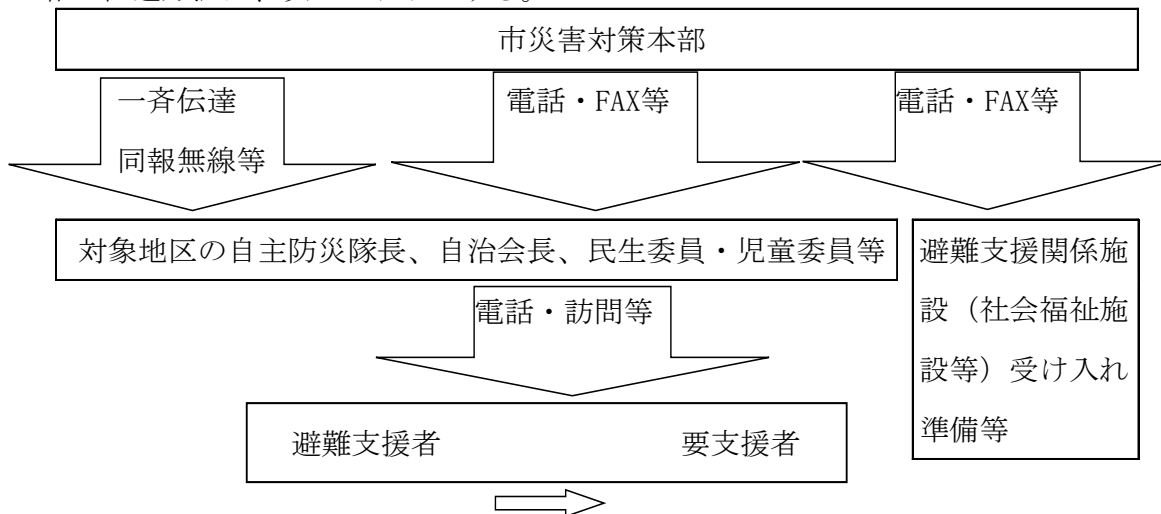 市災害対策本部
一斉伝達
同報無線等
電話・FAX等
電話・FAX等
対象地区の自主防災隊長、自治会長、民生委員・児童委員等
避難支援関係施
設（社会福祉施
設等）受け入れ
準備等
電話・訪問等
避難支援者 要支援者